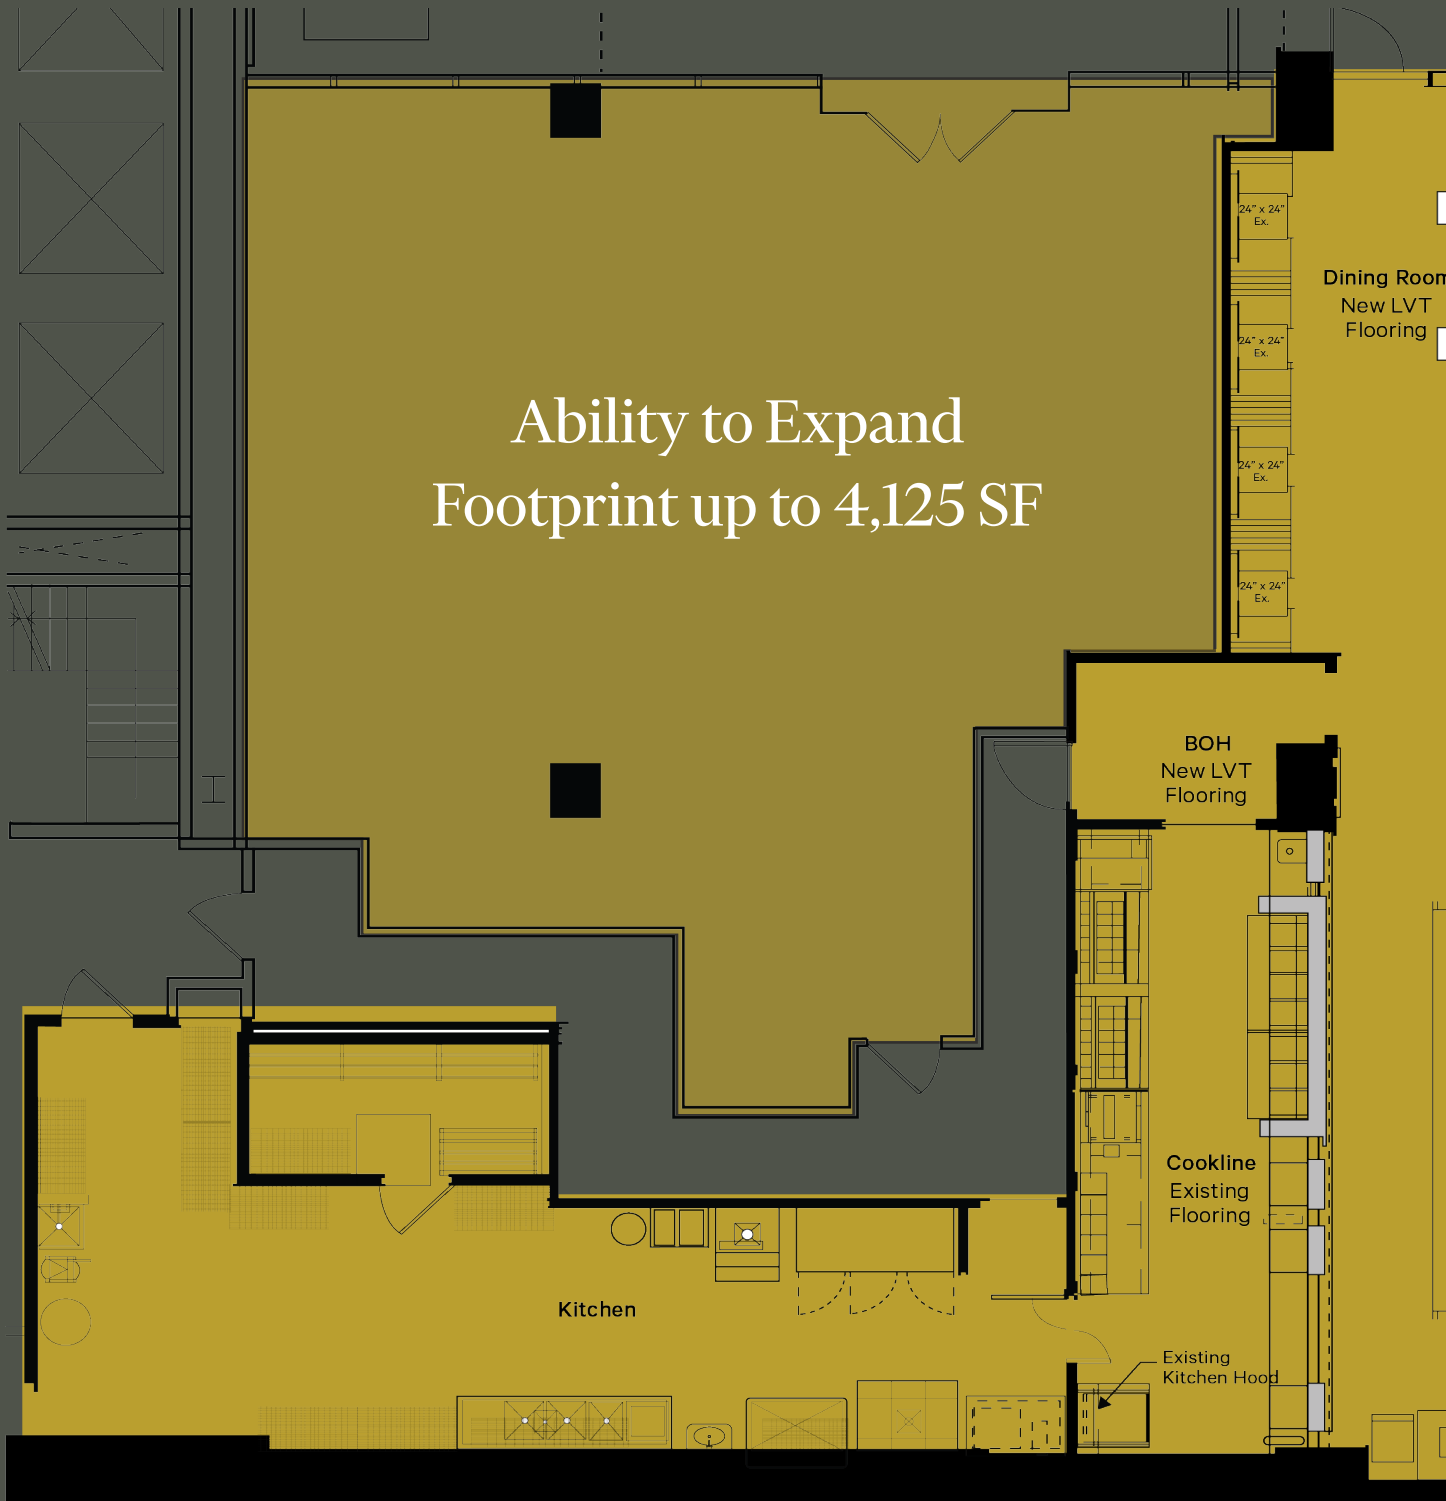 24" x 24"
Ex.
Dining Room
New LVT
Flooring
24" x 24"
Ex.
Ability to Expand
Footprint up to 4,125 SF
24" x 24"
Ex.
24" x 24"
Ex.
BOH
New LVT
Flooring
Cookline
Existing
Flooring
Kitchen
Existing
Kitchen Hood